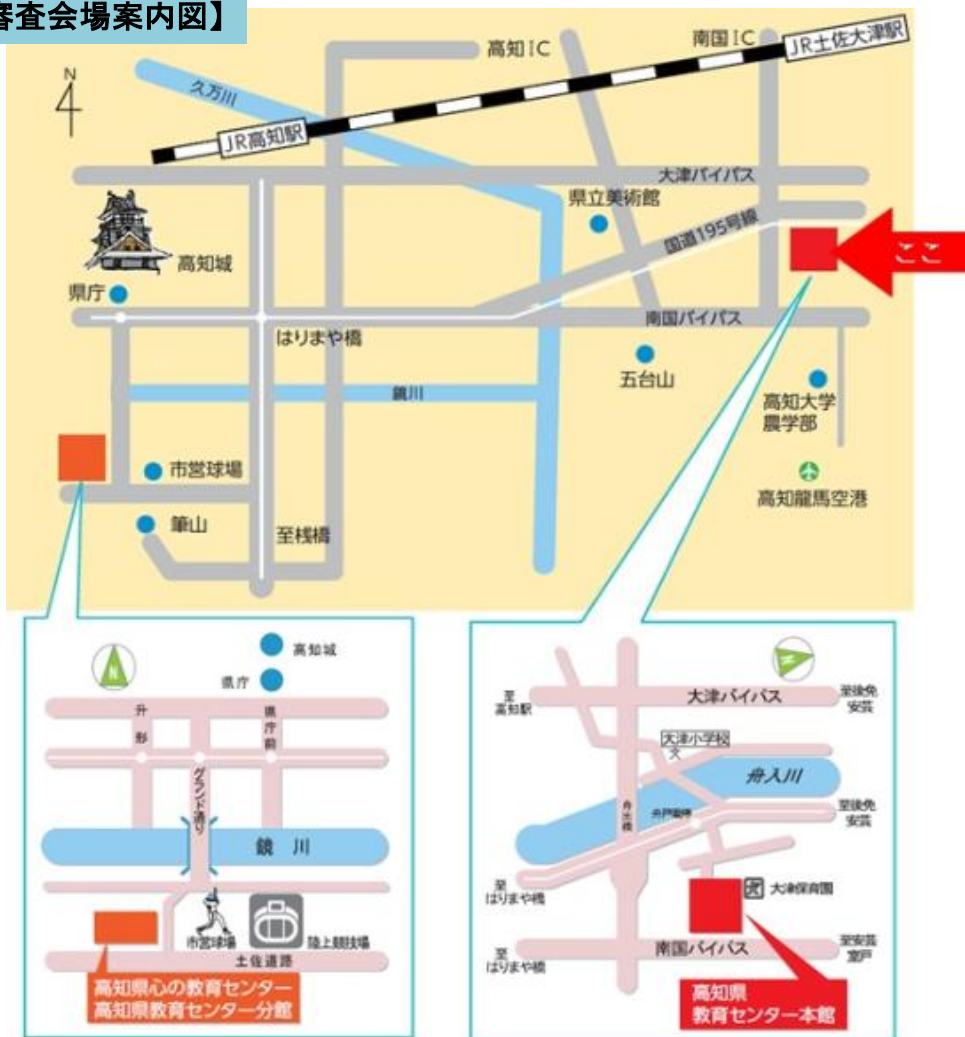 審査会場案内図】
高知IC
南国IC
JR土佐大津駅
N
久万川
JR高知駅
大津バイパス
県立美術館
国道195号線
ここ
高知城
県庁
南国バイパス
はりまや橋
五台山
鏡川
高知大学
農学部
市営球場
高知龍馬空港
筆山
至桟橋
N
高知城
県庁
升形
県庁前
グランド通り
鏡川
市営球場
陸上競技場
土佐道路
高知県心の教育センター
高知県教育センター分館
N
至
高知駅
大津バイパス
至後免
安芸
大津小学校
文
舟入川
舟出橋
舟戸電停
至後免
安芸
至
はりまや橋
大津保育園
至
はりまや橋
南国バイパス
至安芸
室戸
高知県
教育センター本館